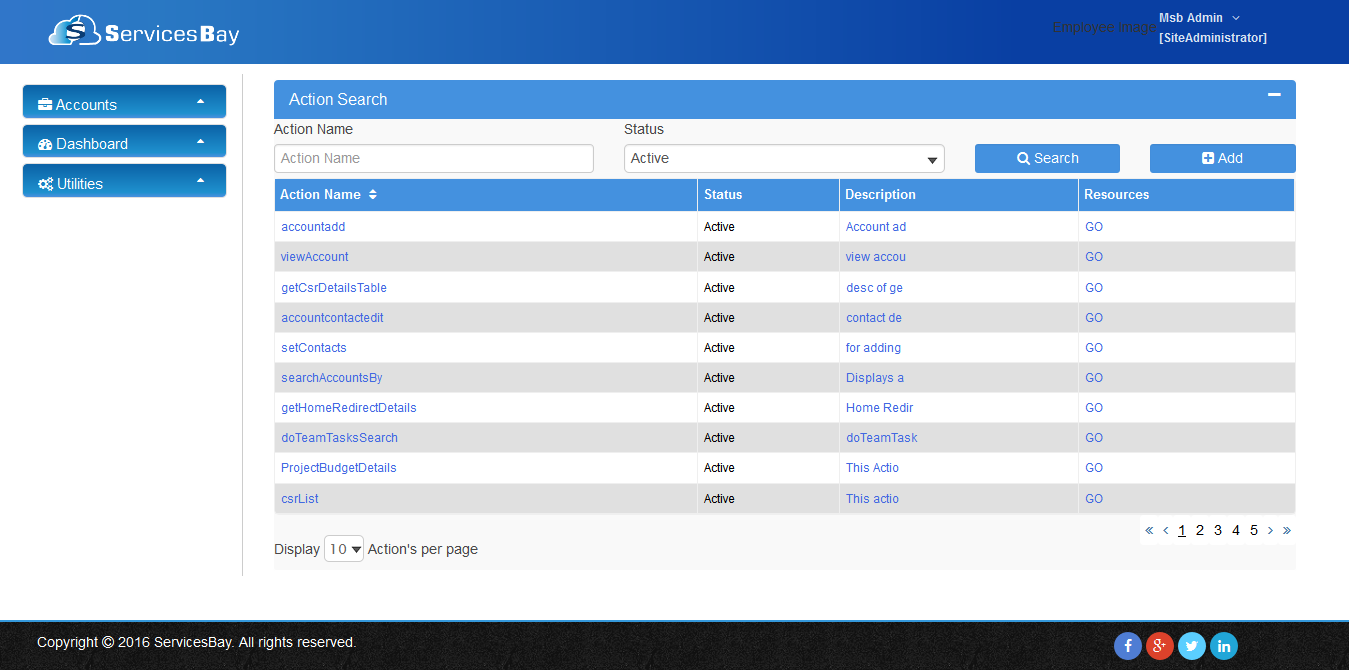 ServicesBay
Employee Image
Msb Admin
[SiteAdministrator]
Accounts
Dashboard
Utilities
Action Search
Action Name Status
Action Name Active Search Add
Action Name Status Description Resources
accountadd Active Account ad GO
viewAccount Active view accou GO
getCsrDetailsTable Active desc of ge GO
accountcontactedit Active contact de GO
setContacts Active for adding GO
searchAccountsBy Active Displays a GO
getHomeRedirectDetails Active Home Redir GO
doTeamTasksSearch Active doTeamTask GO
ProjectBudgetDetails Active This Actio GO
csrList Active This actio GO
« ‹ 1 2 3 4 5 › »
Display 10 Action's per page
Copyright © 2016 ServicesBay. All rights reserved.
f g+ in